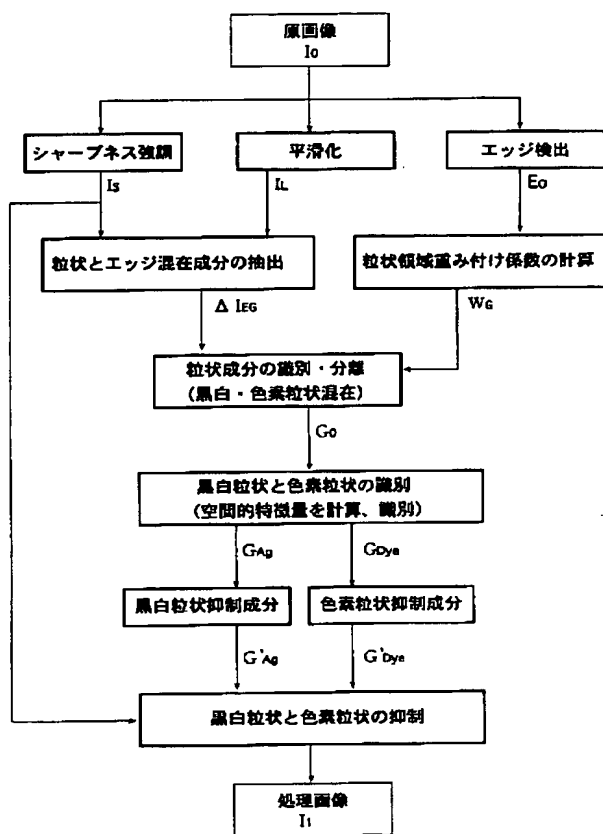 原画像
I0
シャープネス強調
平滑化
エッジ検出
IS
IL
E0
粒状とエッジ混在成分の抽出
粒状領域重み付け係数の計算
Δ IEG
WG
粒状成分の識別・分離
(黒白・色素粒状混在)
G0
黒白粒状と色素粒状の識別
(空間的特徴量を計算、識別)
GAg
GDye
黒白粒状抑制成分
色素粒状抑制成分
G'Ag
G'Dye
黒白粒状と色素粒状の抑制
処理画像
I1